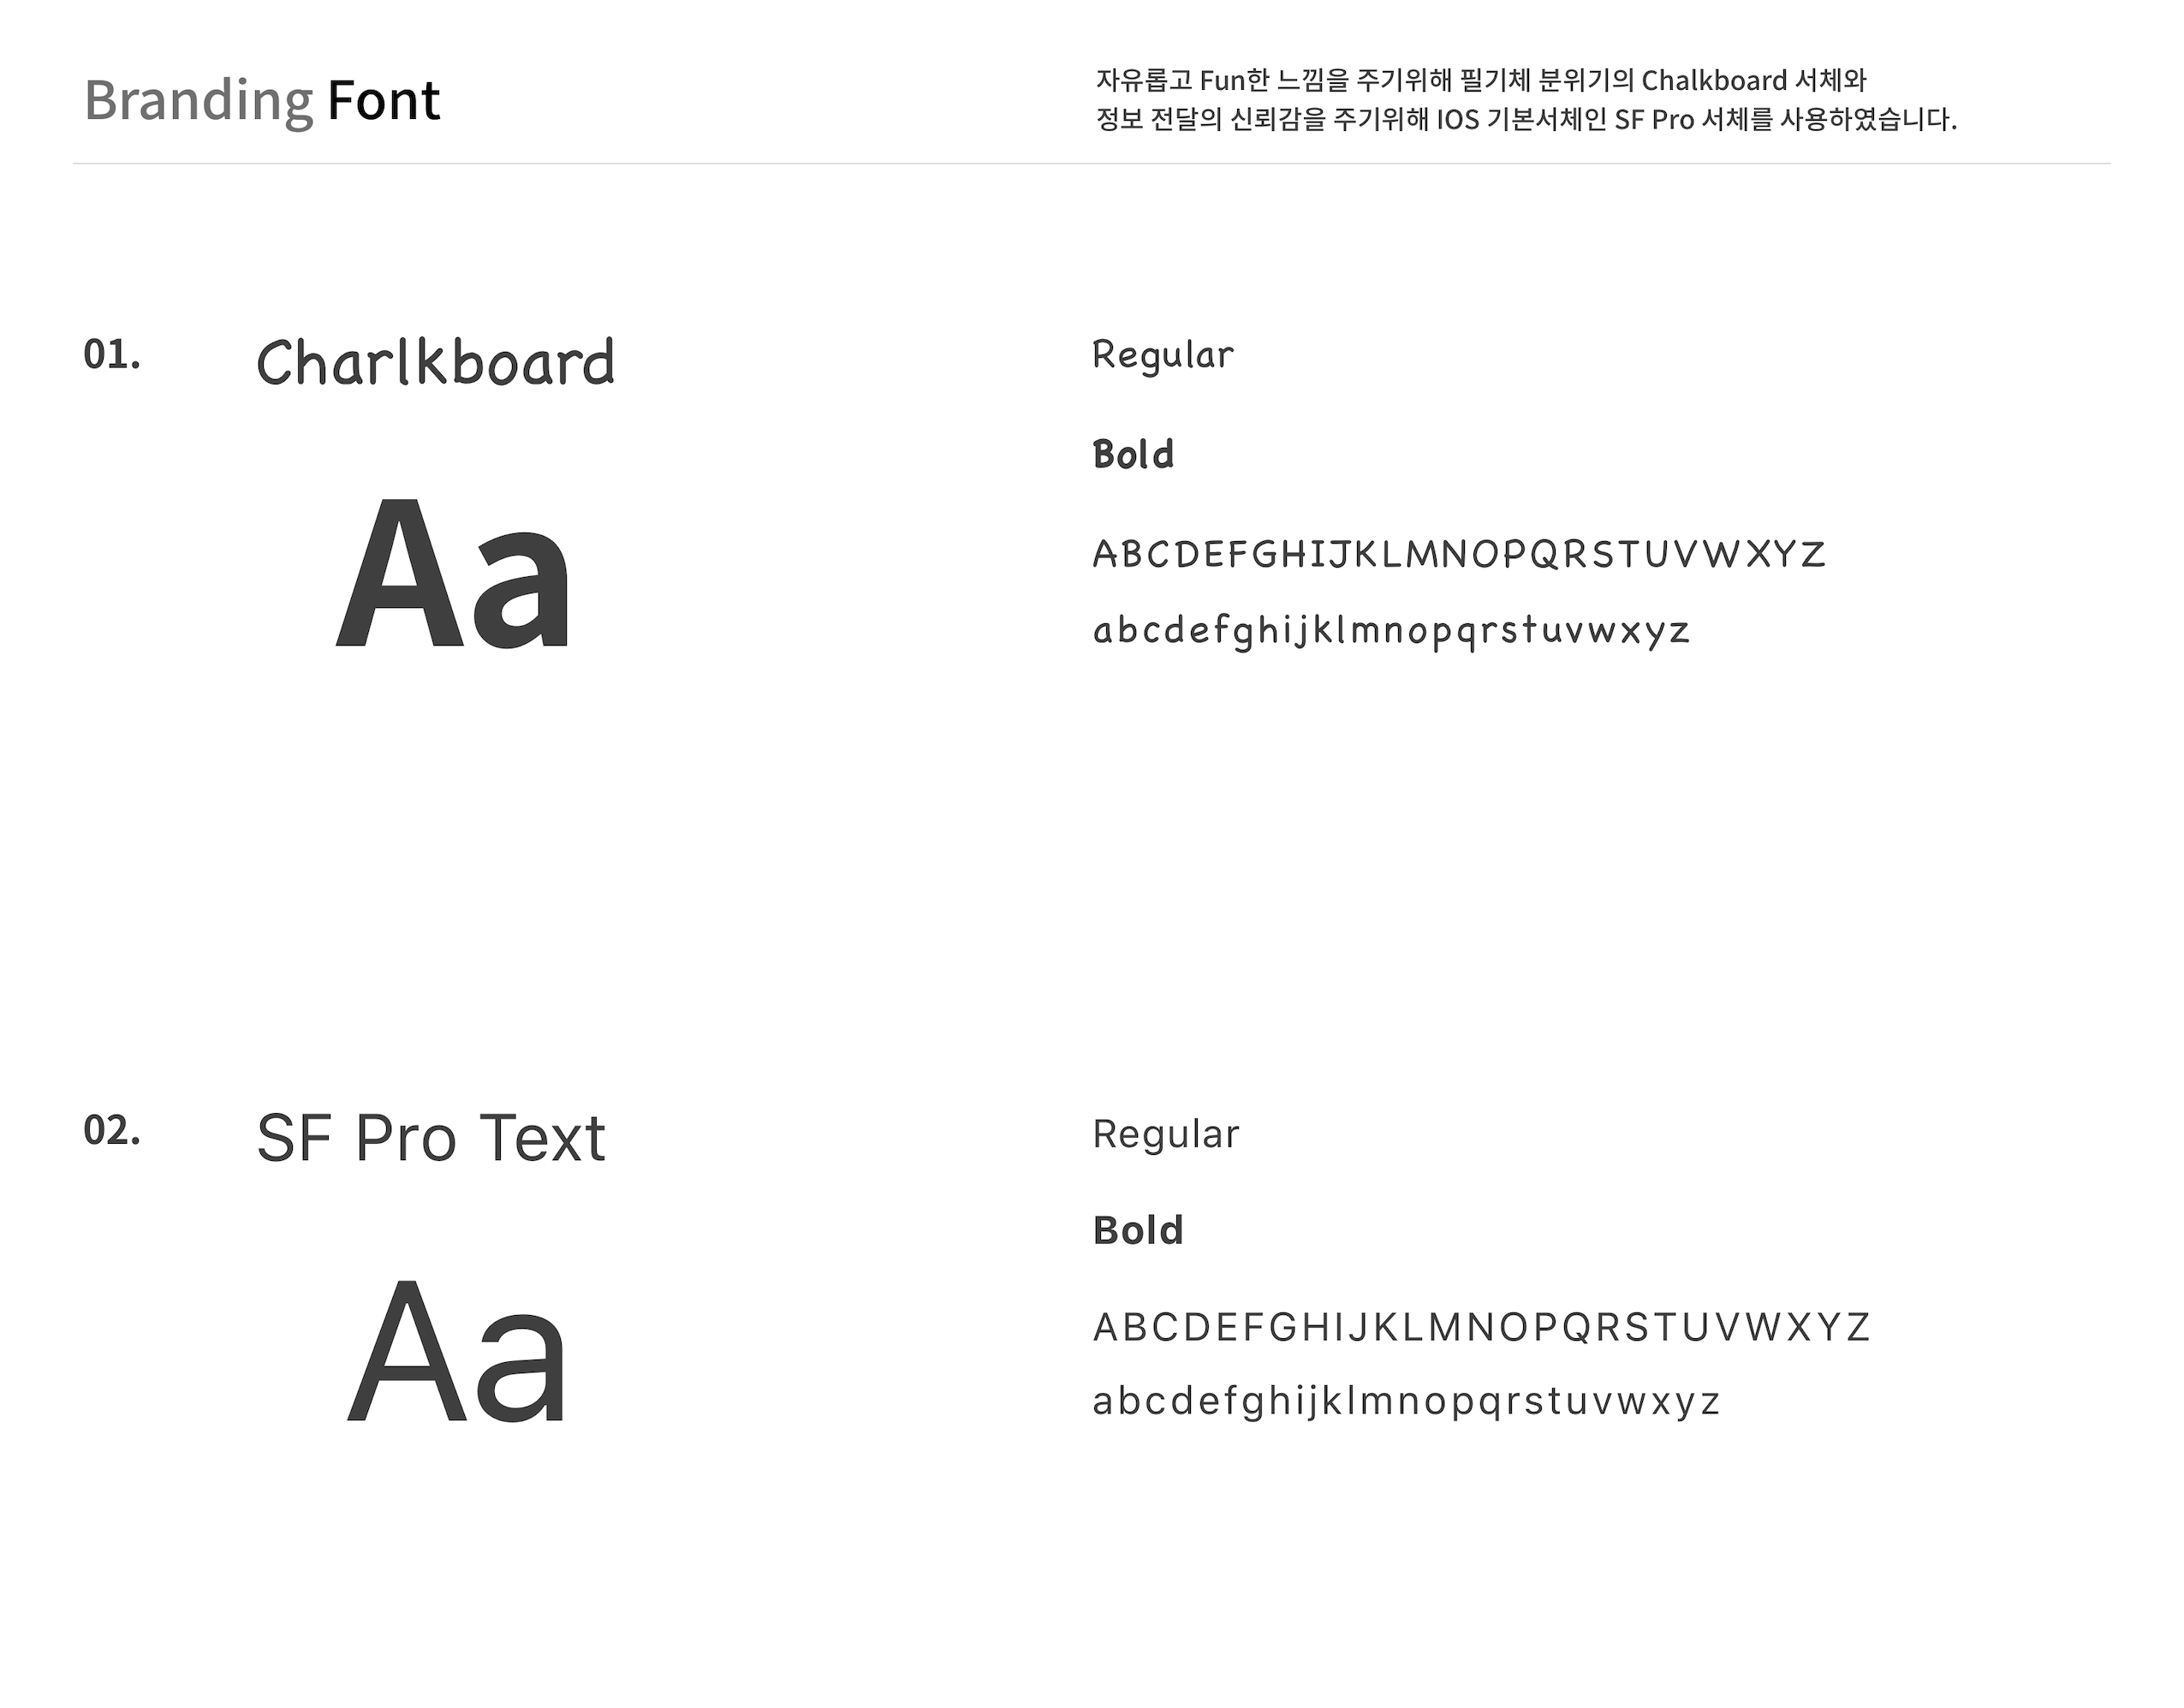 Branding Font
자유롭고 Fun한 느낌을 주기위해 필기체 분위기의 Chalkboard 서체와
정보 전달의 신뢰감을 주기위해 IOS 기본서체인 SF Pro 서체를 사용하였습니다.
01.
Charlkboard
Aa
Regular
Bold
ABCDEFGHIJKLMNOPQRSTUVWXYZ
abcdefghijklmnopqrstuvwxyz
02.
SF Pro Text
Aa
Regular
Bold
ABCDEFGHIJKLMNOPQRSTUVWXYZ
abcdefghijklmnopqrstuvwxyz